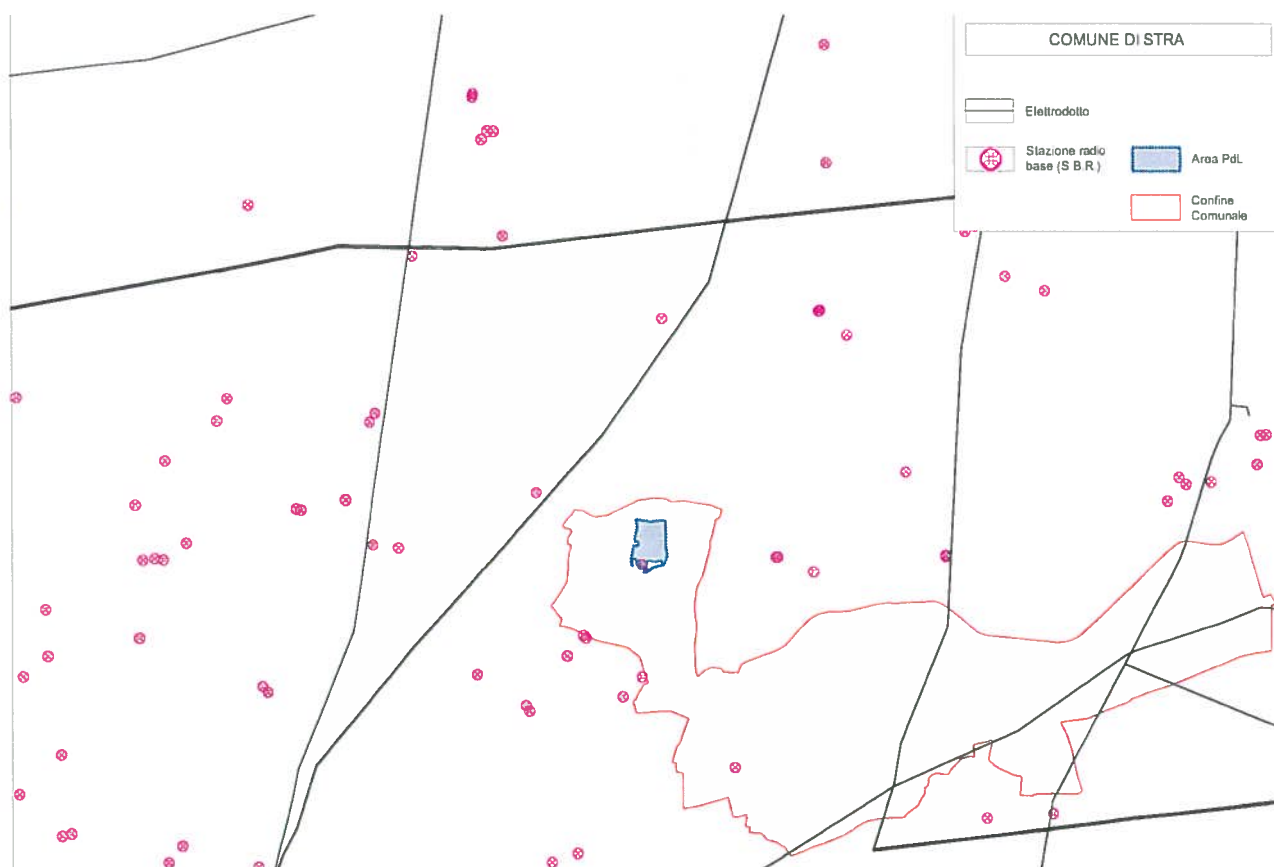 COMUNE DI STRA
Elettrodotto
Stazione radio
base (S.B.R.)
Area PdL
Confine
Comunale